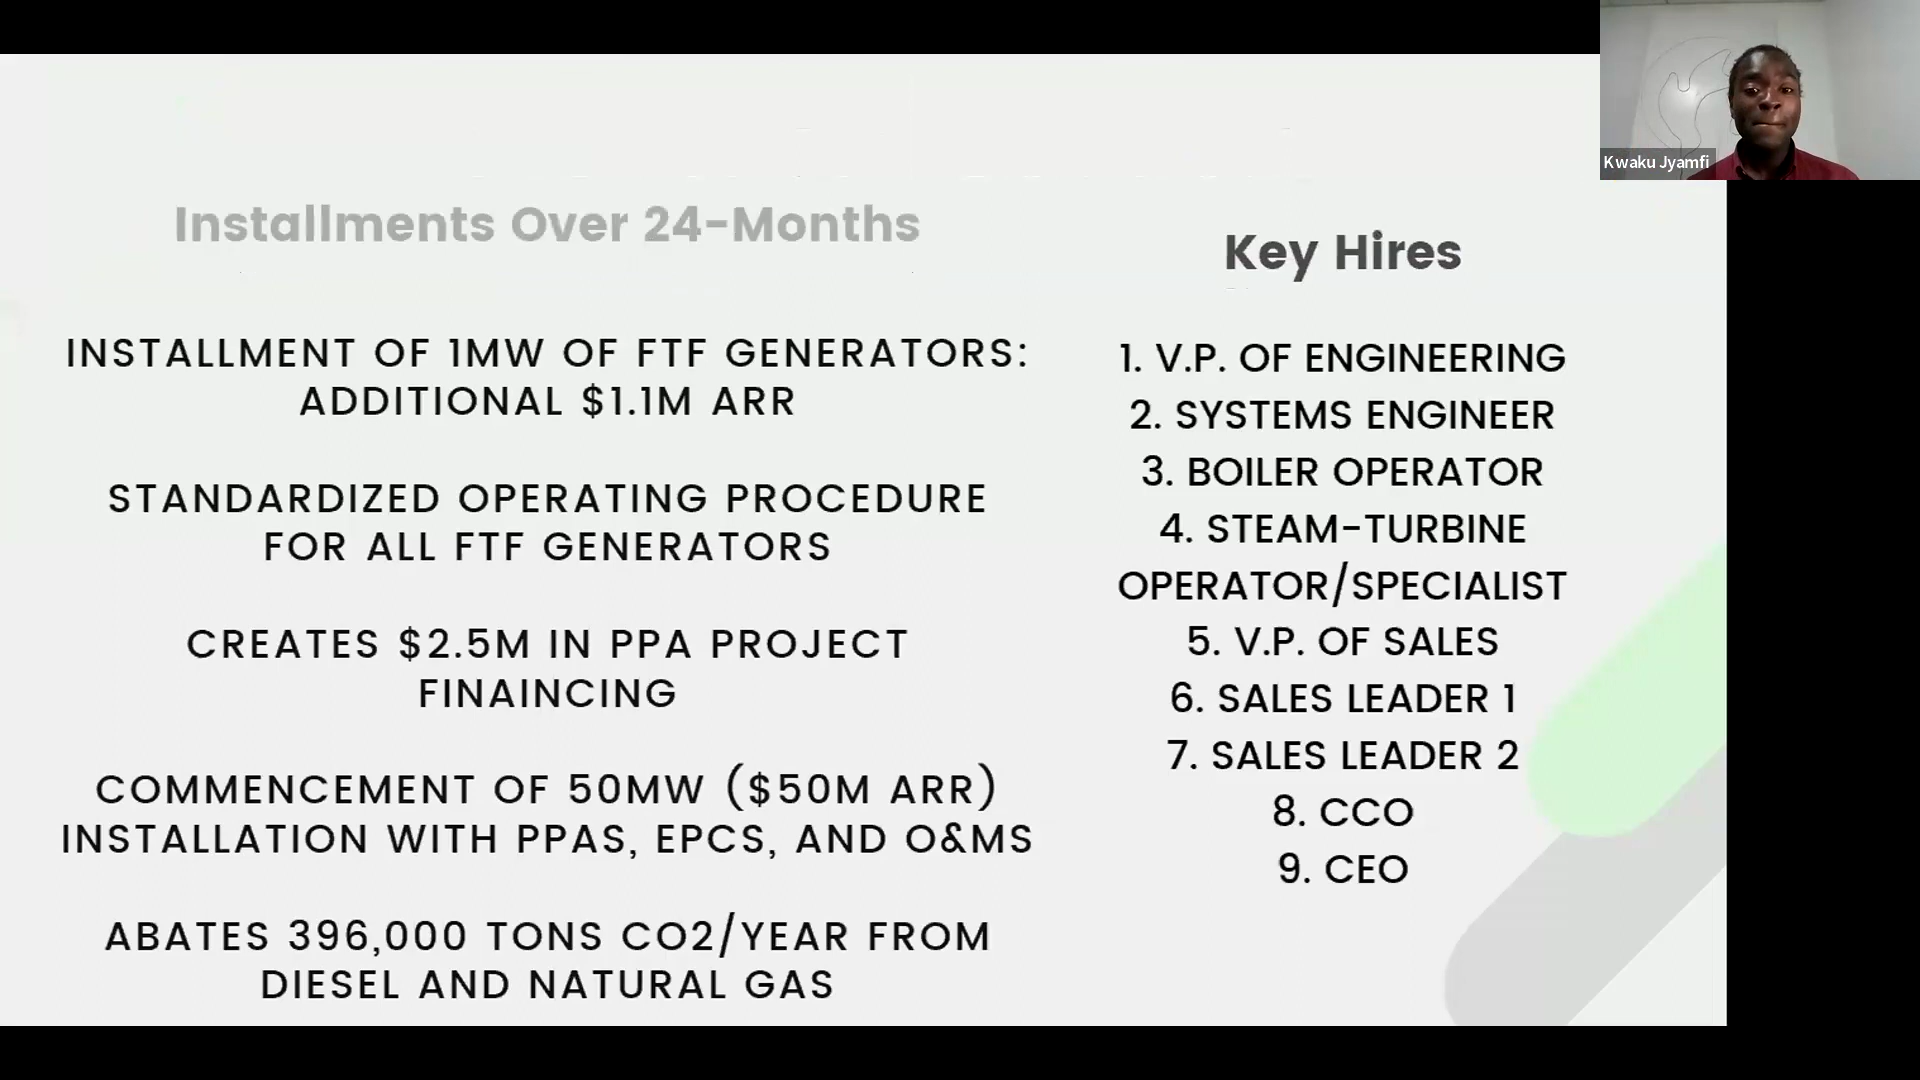 Kwaku Jyamfi
Installments Over 24-Months
INSTALLMENT OF 1MW OF FTF GENERATORS:
ADDITIONAL $1.1M ARR
STANDARDIZED OPERATING PROCEDURE
FOR ALL FTF GENERATORS
CREATES $2.5M IN PPA PROJECT
FINAINCING
COMMENCEMENT OF 50MW ($50M ARR)
INSTALLATION WITH PPAS, EPCS, AND O&MS
ABATES 396,000 TONS CO2/YEAR FROM
DIESEL AND NATURAL GAS
Key Hires
1. V.P. OF ENGINEERING
2. SYSTEMS ENGINEER
3. BOILER OPERATOR
4. STEAM-TURBINE
OPERATOR/SPECIALIST
5. V.P. OF SALES
6. SALES LEADER 1
7. SALES LEADER 2
8. CCO
9. CEO